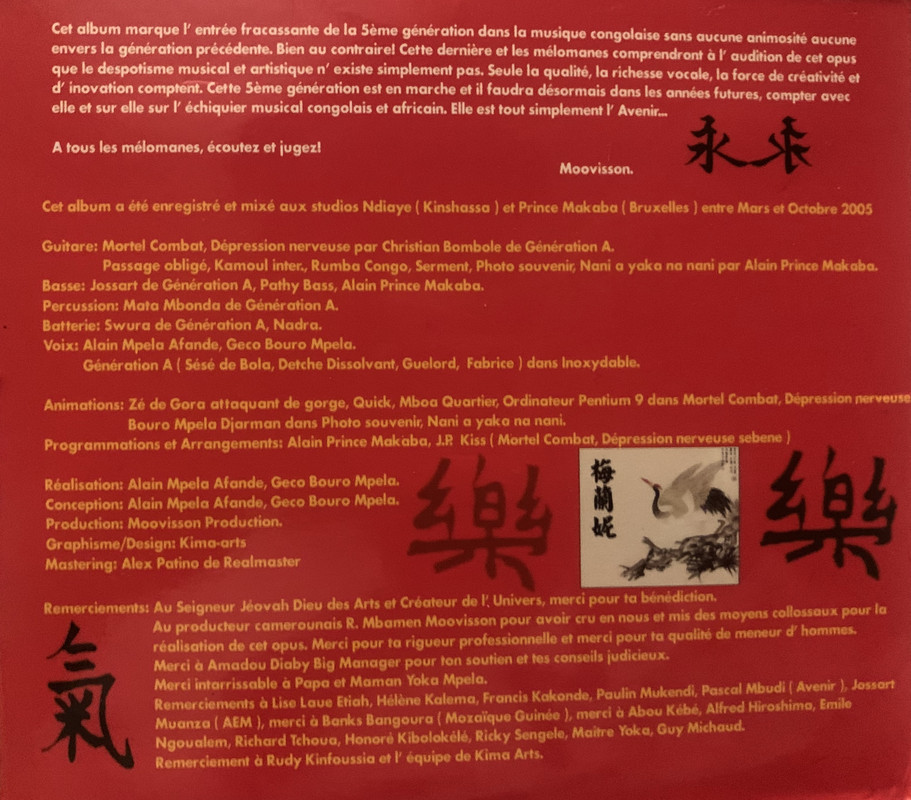 Cet album marque l' entrée fracassante de la 5ème génération dans la musique congolaise sans aucune animosité aucune
envers la génération précédente. Bien au contraire! Cette dernière et les mélomanes comprendront à l' audition de cet opus
que le despotisme musical et artistique n' existe simplement pas. Seule la qualité, la richesse vocale, la force de créativité et
d' inovation comptent. Cette 5ème génération est en marche et il faudra désormais dans les années futures, compter avec
elle et sur elle sur l' échiquier musical congolais et africain. Elle est tout simplement l' Avenir...
A tous les mélomanes, écoutez et jugez!
Moovisson.
Cet album a été enregistré et mixé aux studios Ndiaye ( Kinshassa ) et Prince Makaba ( Bruxelles ) entre Mars et Octobre 2005
Guitare: Mortel Combat, Dépression nerveuse par Christian Bombole de Génération A.
Passage obligé, Kamoul inter., Rumba Congo, Serment, Photo souvenir, Nani a yaka na nani par Alain Prince Makaba.
Basse: Jossart de Génération A, Pathy Bass, Alain Prince Makaba.
Percussion: Mata Mbonda de Génération A.
Batterie: Swura de Génération A, Nadra.
Voix: Alain Mpela Afande, Geco Bouro Mpela.
Génération A ( Sésé de Bola, Detche Dissolvant, Guelord, Fabrice ) dans Inoxydable.
Animations: Zé de Gora attaquant de gorge, Quick, Mboa Quartier, Ordinateur Pentium 9 dans Mortel Combat, Dépression nerveuse
Bouro Mpela Djarman dans Photo souvenir, Nani a yaka na nani.
Programmations et Arrangements: Alain Prince Makaba, J.P. Kiss ( Mortel Combat, Dépression nerveuse sebene )
Réalisation: Alain Mpela Afande, Geco Bouro Mpela.
Conception: Alain Mpela Afande, Geco Bouro Mpela.
Production: Moovisson Production.
Graphisme/Design: Kima-arts
Mastering: Alex Patino de Realmaster
樂
梅蘭妮
樂
Remerciements: Au Seigneur Jéovah Dieu des Arts et Créateur de l'. Univers, merci pour ta bénédiction.
Au producteur camerounais R. Mbamen Moovisson pour avoir cru en nous et mis des moyens collossaux pour la
réalisation de cet opus. Merci pour ta rigueur professionnelle et merci pour ta qualité de meneur d' hommes.
Merci à Amadou Diaby Big Manager pour ton soutien et tes conseils judicieux.
Merci intarrissable à Papa et Maman Yoka Mpela.
Remerciements à Lise Laue Etiah, Hélène Kalema, Francis Kakonde, Paulin Mukendi, Pascal Mbudi ( Avenir ), Jossart
Muanza ( AEM ), merci à Banks Bangoura ( Mozaïque Guinée ), merci à Abou Kébé, Alfred Hiroshima, Emile
Ngoualem, Richard Tchoua, Honoré Kibolokélé, Ricky Sengele, Maitre Yoka, Guy Michaud.
Remerciement à Rudy Kinfoussia et l' équipe de Kima Arts.
氣